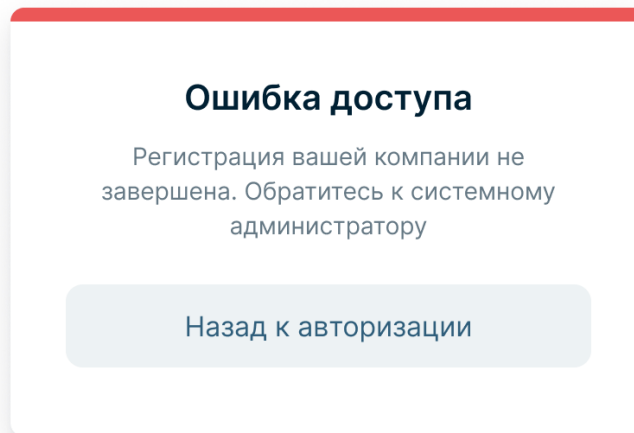 Ошибка доступа
Регистрация вашей компании не
завершена. Обратитесь к системному
администратору
Назад к авторизации